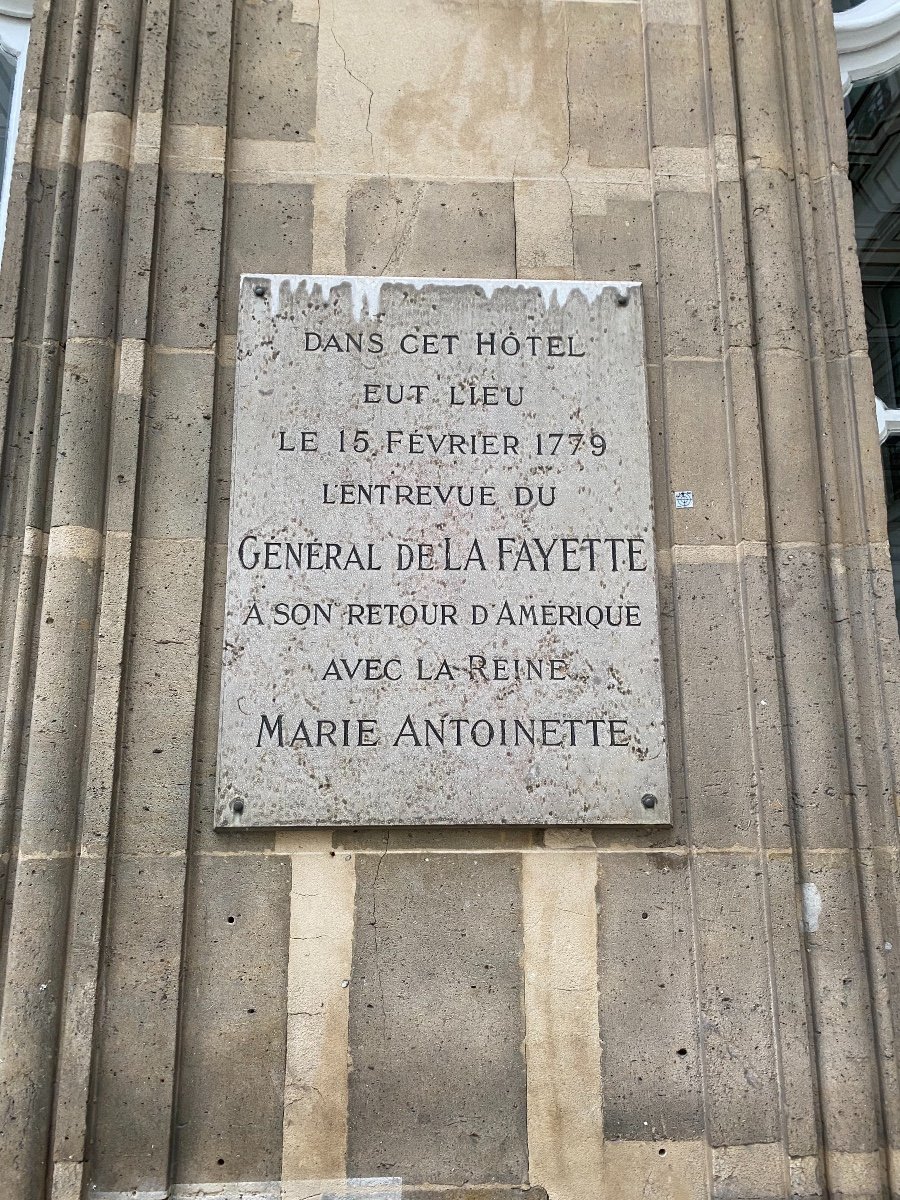 DANS CET HÔTEL
EUT LIEU
LE 15 FÉVRIER 1779
L'ENTREVUE DU
GÉNÉRAL DE LA FAYETTE
À SON RETOUR D'AMÉRIQUE
AVEC LA REINE
MARIE ANTOINETTE